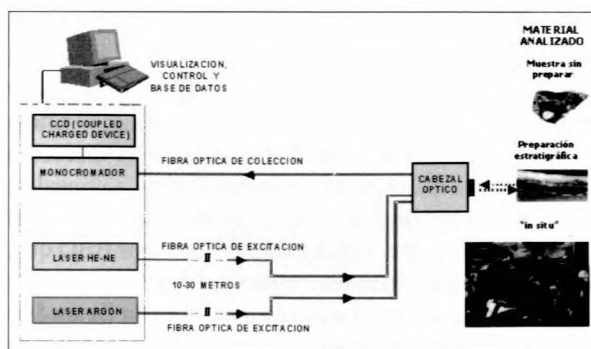 MATERIAL
ANALIZADO
VISUALIZACION,
CONTROL Y
BASE DE DATOS
Muestra sin
preparar
CCD (COUPLED
CHARGED DEVICE)
MONOCROMADOR
FIBRA OPTICA DE COLECCION
CABEZAL
OPTICO
Preparación
estratigráfica
"in situ"
LASER HE-NE
FIBRA OPTICA DE EXCITACION
10-30 METROS
LASER ARGON
FIBRA OPTICA DE EXCITACION